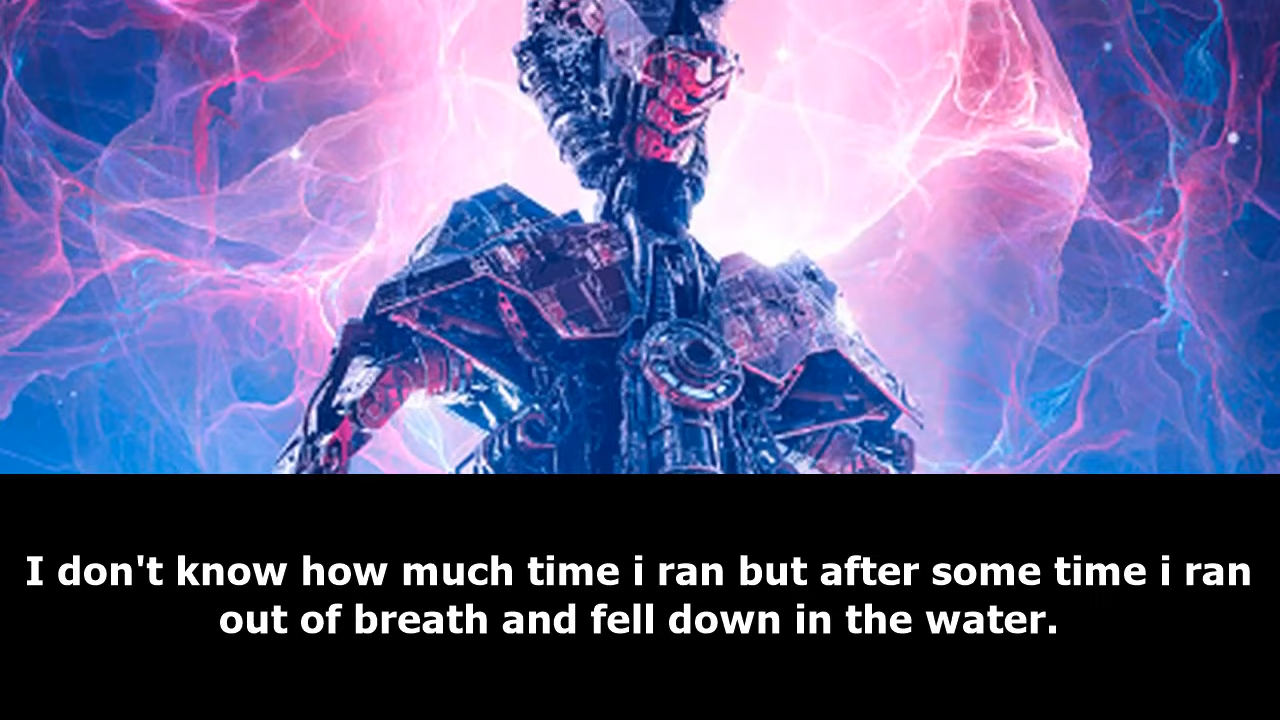 I don't know how much time i ran but after some time i ran
out of breath and fell down in the water.